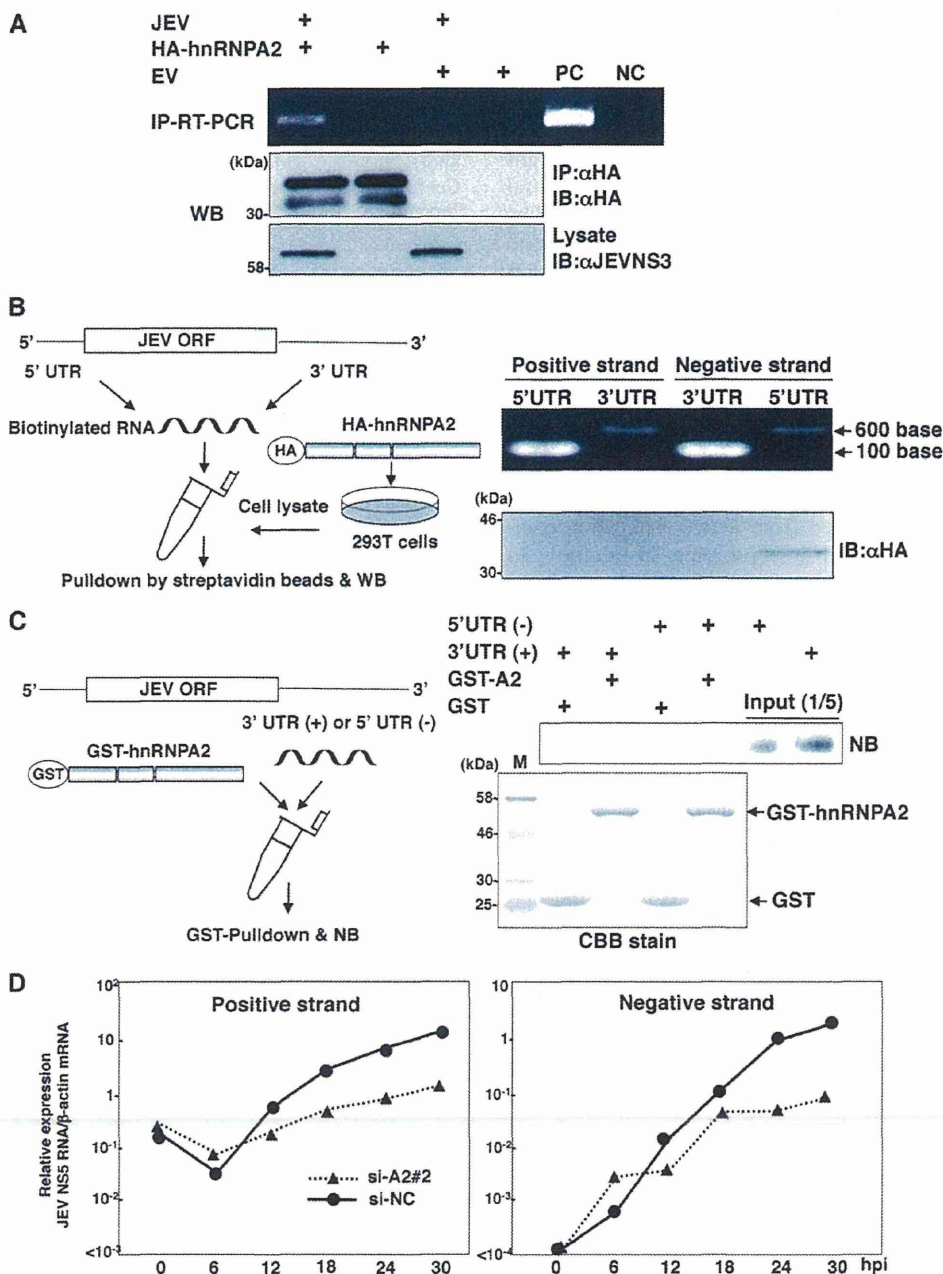 A
JEV + +
HA-hnRNPA2 + +
EV + + PC NC
IP-RT-PCR
(kDa)
IP:αHA
IB:αHA
WB
30-
Lysate
IB:αJEVNS3
58-
B
5' JEV ORF 3'
5' UTR 3' UTR
Biotinylated RNA
HA-hnRNPA2
HA
Cell lysate
293T cells
Pulldown by streptavidin beads & WB
Positive strand Negative strand
5'UTR 3'UTR 3'UTR 5'UTR
600 base
100 base
(kDa)
46-
IB:αHA
30-
C
5' JEV ORF 3'
3' UTR (+) or 5' UTR (-)
GST-hnRNPA2
GST
GST-Pulldown & NB
5'UTR (-) + + +
3'UTR (+) + + +
GST-A2 + + Input (1/5)
GST + +
NB
(kDa) M
58-
GST-hnRNPA2
46-
30-
25-
GST
CBB stain
D
Relative expression
JEV NS5 RNA/β-actin mRNA
Positive strand
10²
10
1
10⁻¹
10⁻²
<10⁻³
si-A2#2
si-NC
0 6 12 18 24 30
Negative strand
10
1
10⁻¹
10⁻²
10⁻³
<10⁻⁴
0 6 12 18 24 30 hpi